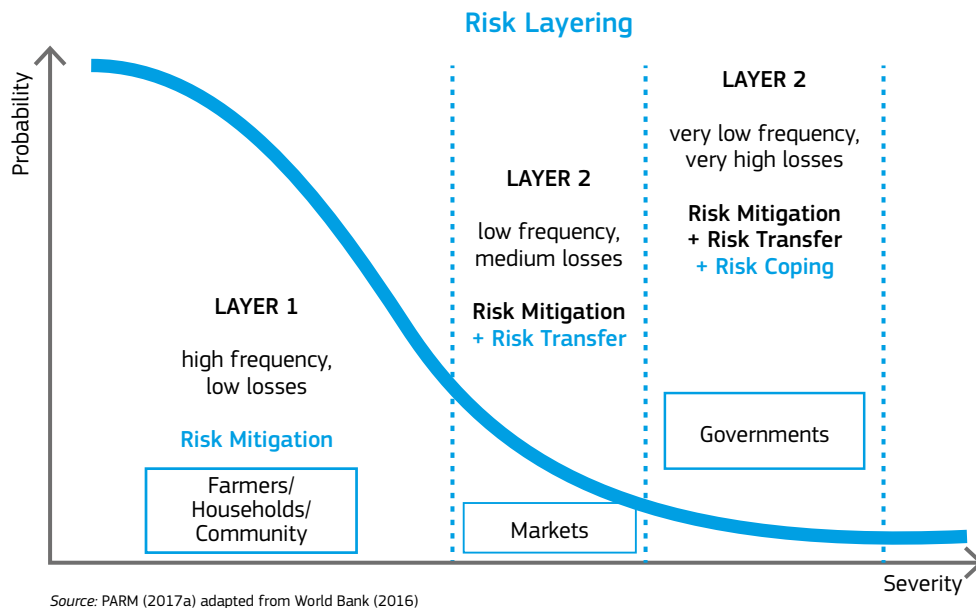 Risk Layering
Probability
LAYER 1
high frequency,
low losses
Risk Mitigation
Farmers/
Households/
Community
LAYER 2
low frequency,
medium losses
Risk Mitigation
+ Risk Transfer
Markets
LAYER 2
very low frequency,
very high losses
Risk Mitigation
+ Risk Transfer
+ Risk Coping
Governments
Severity
Source: PARM (2017a) adapted from World Bank (2016)